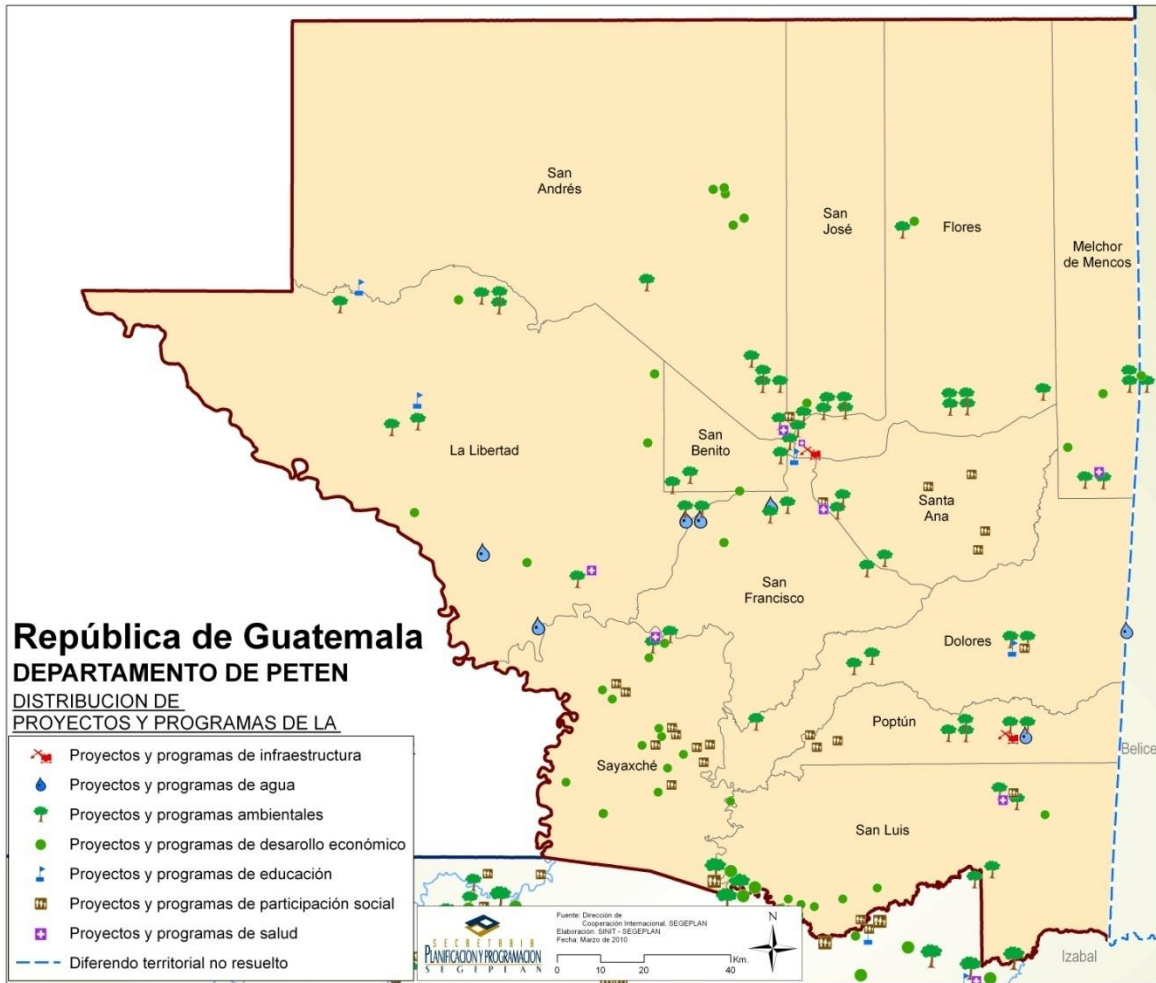 San
Andrés
San
José
Flores
Melchor
de Mencos
La Libertad
San
Benito
Santa
Ana
San
Francisco
Dolores
Poptún
Sayaxché
San Luis
Belice
Izabal
República de Guatemala
DEPARTAMENTO DE PETEN
DISTRIBUCION DE
PROYECTOS Y PROGRAMAS DE LA
Proyectos y programas de infraestructura
Proyectos y programas de agua
Proyectos y programas ambientales
Proyectos y programas de desarollo económico
Proyectos y programas de educación
Proyectos y programas de participación social
Proyectos y programas de salud
Diferendo territorial no resuelto
SECRETARIA
PLANIFICACION Y PROGRAMACION
SEGEPLAN
Fuente: Dirección de
Cooperación Internacional, SEGEPLAN
Elaboración: SINIT - SEGEPLAN
Fecha: Marzo de 2010
0 10 20 40 Km.
N